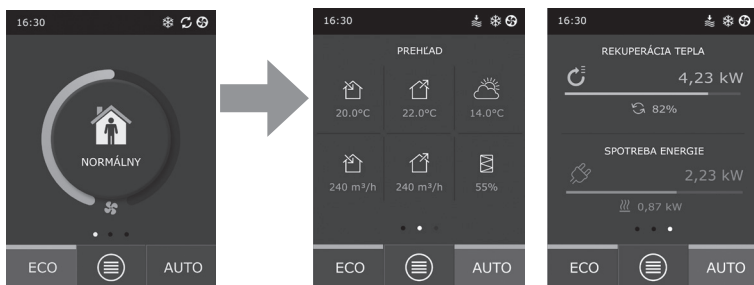 16:30
NORMÁLNY
ECO
AUTO
16:30
PREHĽAD
20.0°C 22.0°C 14.0°C
240 m³/h 240 m³/h 55%
ECO
AUTO
16:30
REKUPERÁCIA TEPLA
4,23 kW
82%
SPOTREBA ENERGIE
2,23 kW
0,87 kW
ECO
AUTO